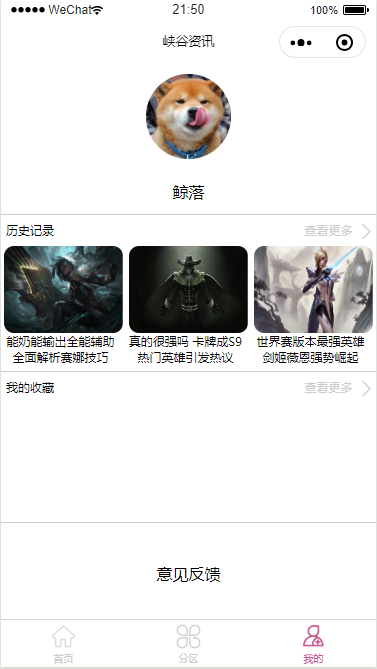 WeChat 21:50 100%
峡谷资讯
鲸落
历史记录 查看更多
能奶能输出全能辅助 真的很强吗 卡牌成S9 世界赛版本最强英雄
全面解析赛娜技巧 热门英雄引发热议 剑姬薇恩强势崛起
我的收藏 查看更多
意见反馈
首页 分区 我的